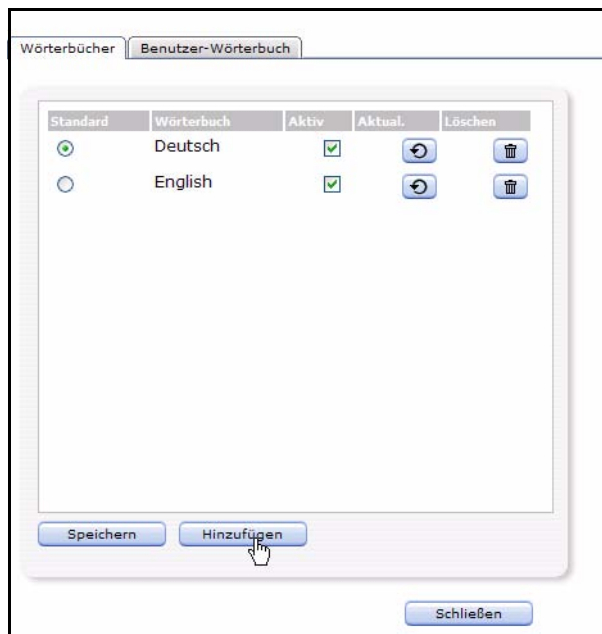 Wörterbücher Benutzer-Wörterbuch
Standard Wörterbuch Aktiv Aktual. Löschen
Deutsch
English
Speichern Hinzufügen
Schließen